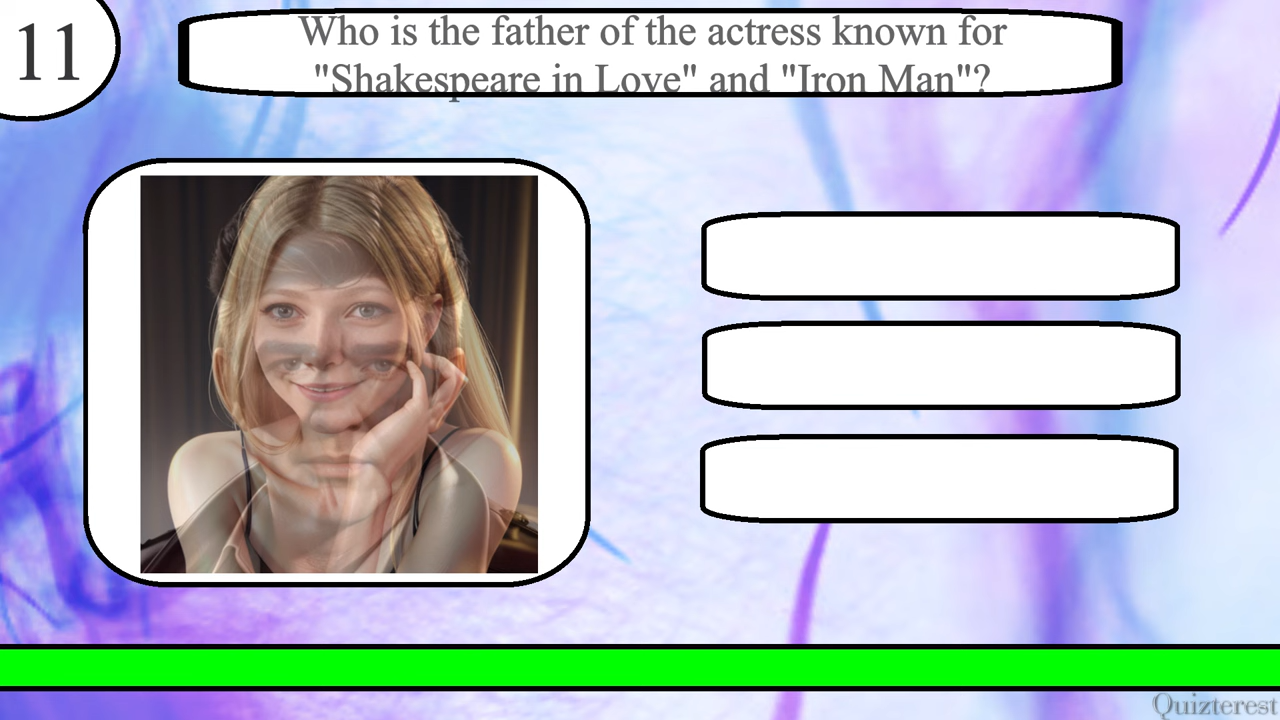 11
Who is the father of the actress known for
"Shakespeare in Love" and "Iron Man"?
Quizterest